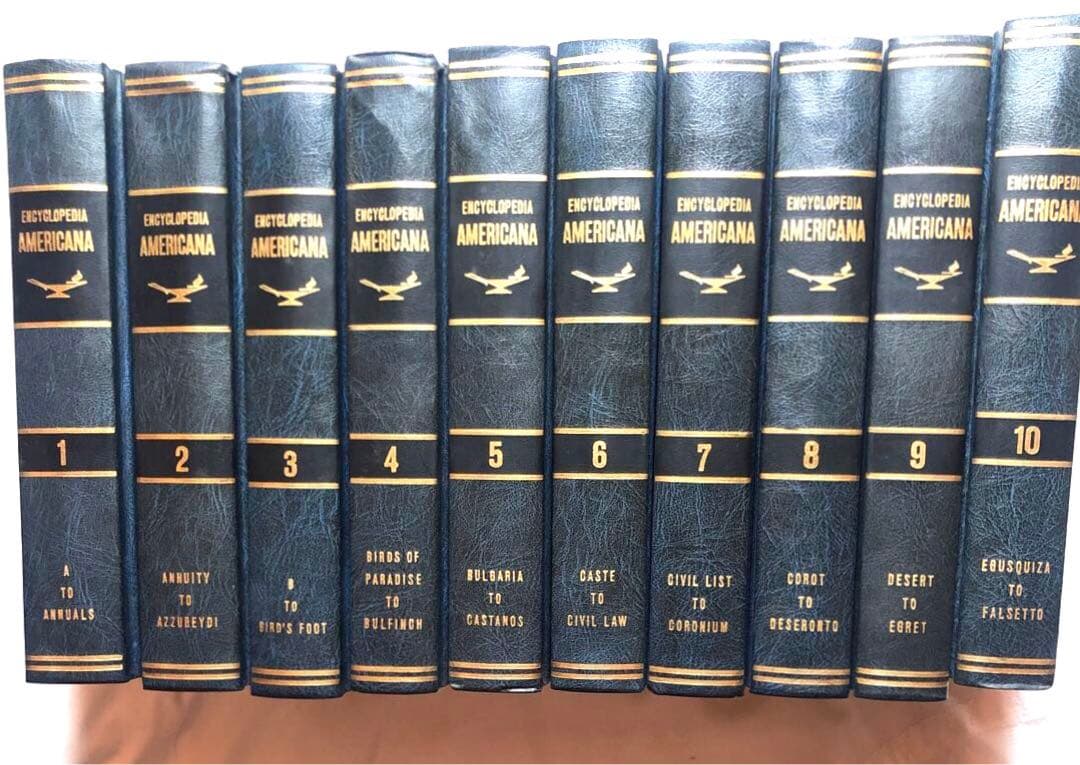 ENCYCLOPEDIA
AMERICANA
1
A
TO
ANNUALS
ENCYCLOPEDIA
AMERICANA
2
ANNUITY
TO
AZZUBEYDI
ENCYCLOPEDIA
AMERICANA
3
B
TO
BIRD'S FOOT
ENCYCLOPEDIA
AMERICANA
4
BIRDS OF
PARADISE
TO
BULFINCH
ENCYCLOPEDIA
AMERICANA
5
BULGARIA
TO
CASTANOS
ENCYCLOPEDIA
AMERICANA
6
CASTE
TO
CIVIL LAW
ENCYCLOPEDIA
AMERICANA
7
CIVIL LIST
TO
CORONIUM
ENCYCLOPEDIA
AMERICANA
8
COROT
TO
DESERONTO
ENCYCLOPEDIA
AMERICANA
9
DESERT
TO
EGRET
ENCYCLOPEDI
AMERICAN
10
EGUSQUIZA
TO
FALSETTO